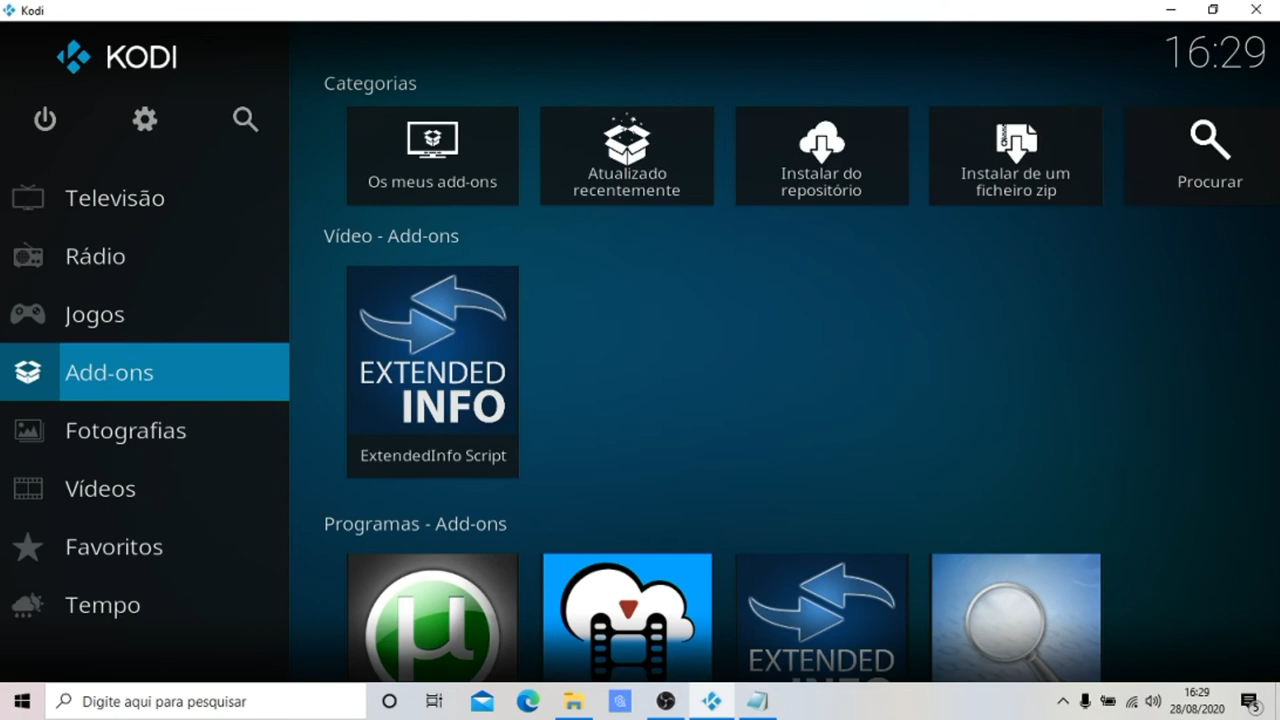 Kodi
KODI
16:29
Categorias
Os meus add-ons
Atualizado
recentemente
Instalar do
repositório
Instalar de um
ficheiro zip
Procurar
Televisão
Rádio
Jogos
Add-ons
Fotografias
Vídeos
Favoritos
Tempo
Vídeo - Add-ons
EXTENDED
INFO
ExtendedInfo Script
Programas - Add-ons
µ
EXTENDED
Digite aqui para pesquisar
16:29
28/08/2020
5